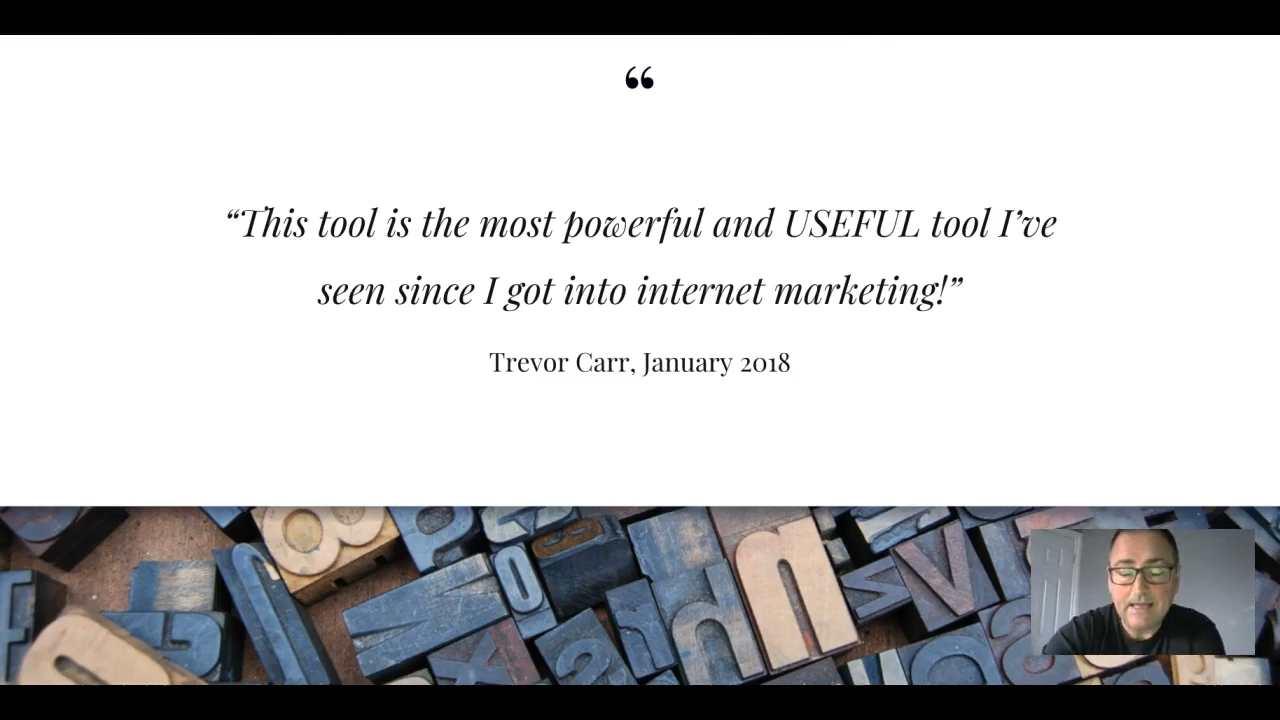 “
“This tool is the most powerful and USEFUL tool I’ve
seen since I got into internet marketing!”
Trevor Carr, January 2018